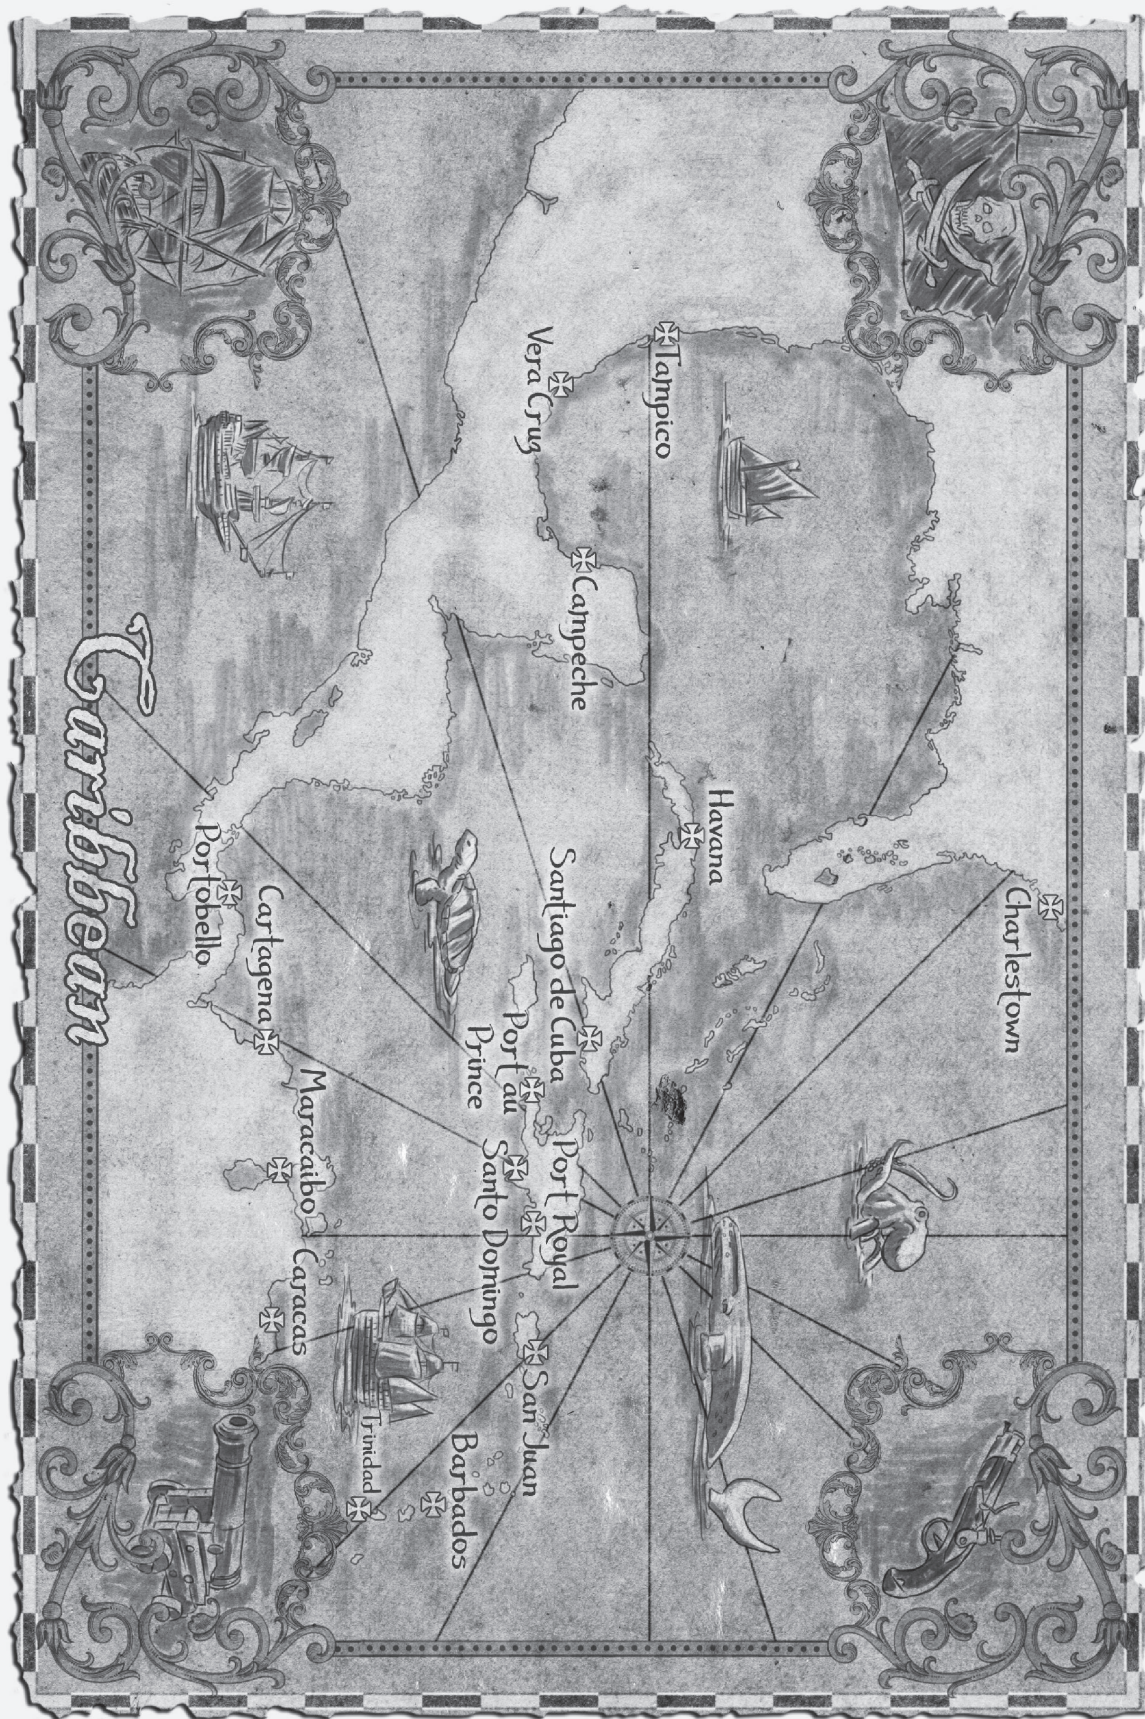 Charlestown
Havana
Tampico
Vera Cruz
Campeche
Santiago de Cuba
Port au
Prince
Port Royal
Santo Domingo
San Juan
Barbados
Trinidad
Caracas
Maracaibo
Cartagena
Portobello
Caribbean